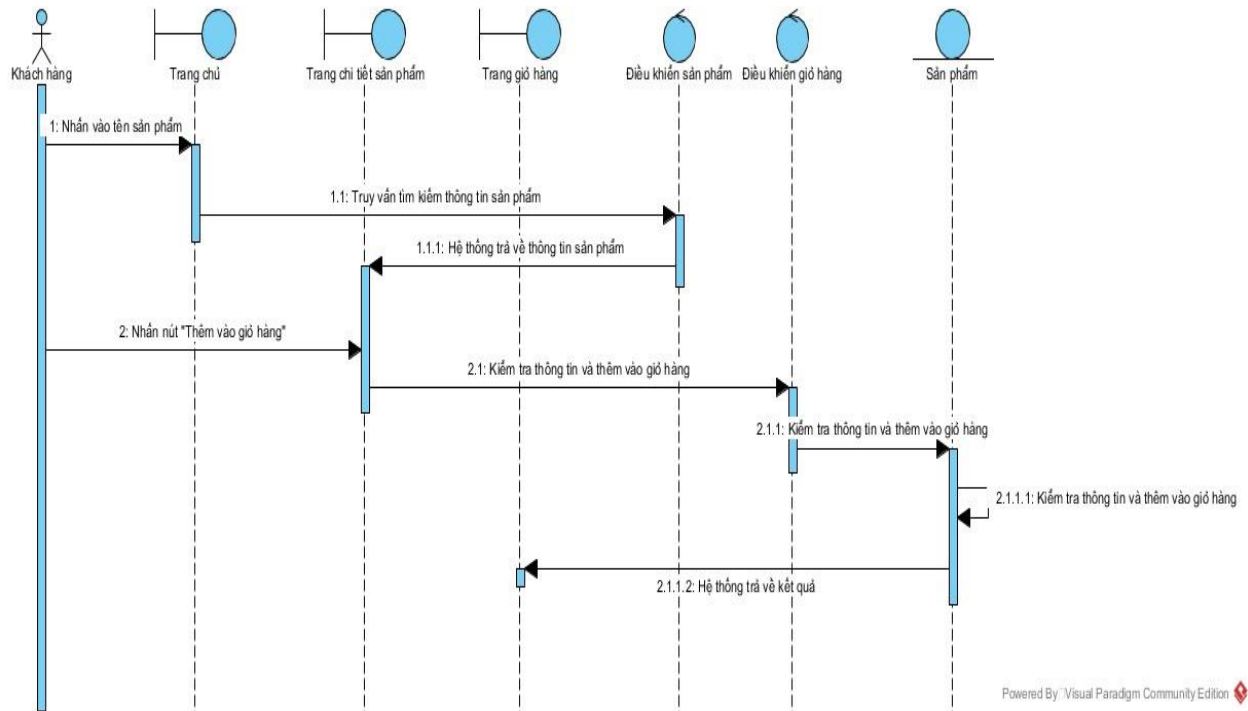 Khách hàng
Trang chủ
Trang chi tiết sản phẩm
Trang giỏ hàng
Điều khiển sản phẩm
Điều khiển giỏ hàng
Sản phẩm
1: Nhấn vào tên sản phẩm
1.1: Truy vấn tìm kiếm thông tin sản phẩm
1.1.1: Hệ thống trả về thông tin sản phẩm
2: Nhấn nút "Thêm vào giỏ hàng"
2.1: Kiểm tra thông tin và thêm vào giỏ hàng
2.1.1: Kiểm tra thông tin và thêm vào giỏ hàng
2.1.1.1: Kiểm tra thông tin và thêm vào giỏ hàng
2.1.1.2: Hệ thống trả về kết quả
Powered By Visual Paradigm Community Edition